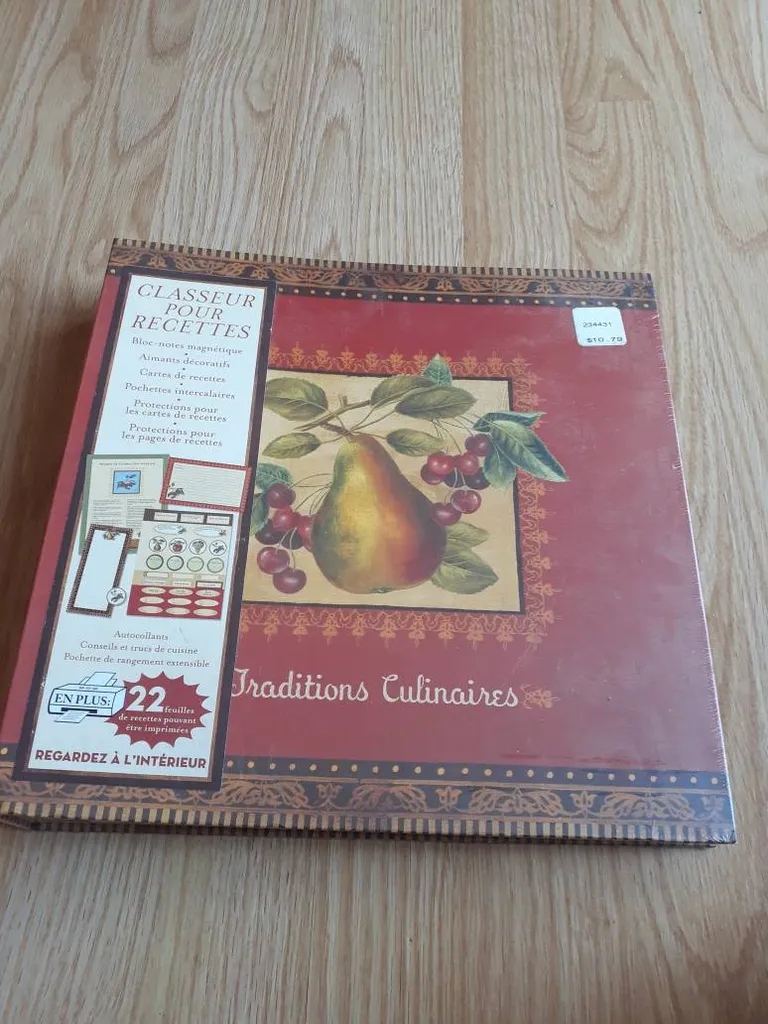 CLASSEUR
POUR
RECETTES
Bloc-notes magnétique
•
Aimants décoratifs
•
Cartes de recettes
•
Pochettes intercalaires
•
Protections pour
les cartes de recettes
•
Protections pour
les pages de recettes
Autocollants
Conseils et trucs de cuisine
Pochette de rangement extensible
EN PLUS:
22 feuilles
de recettes pouvant
être imprimées
REGARDEZ À L'INTÉRIEUR
234431
$10.79
Traditions Culinaires